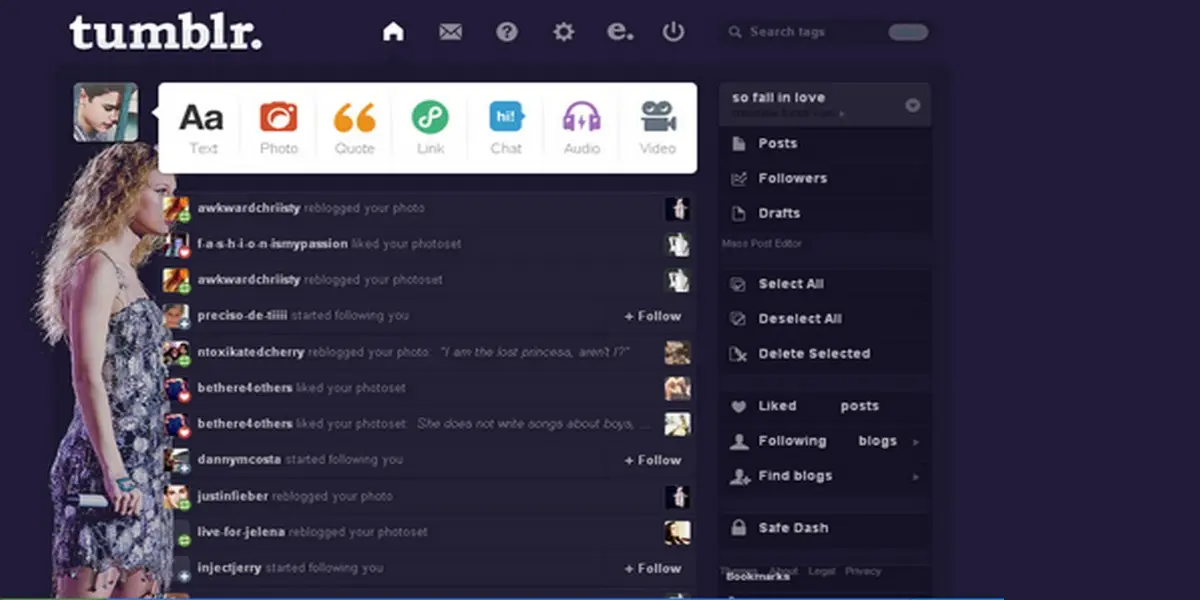 tumblr.
Search tags
Aa
hi!
Text Photo Quote Link Chat Audio Video
so fall in love
Posts
Followers
Drafts
Mass Post Editor
Select All
Deselect All
Delete Selected
Liked posts
Following blogs
Find blogs
Safe Dash
Themes About Legal Privacy
Bookmarks
awkwardchriisty reblogged your photo
f-a-s-h-i-o-n-ismypassion liked your photoset
awkwardchriisty reblogged your photoset
preciso-de-tiiii started following you + Follow
ntoxikatedcherry reblogged your photo: "I am the lost princess, aren't I?"
bethere4others liked your photoset
bethere4others liked your photoset: She does not write songs about boys, ...
dannymcosta started following you + Follow
justinfieber reblogged your photo
live-for-jelena reblogged your photoset
injectjerry started following you + Follow